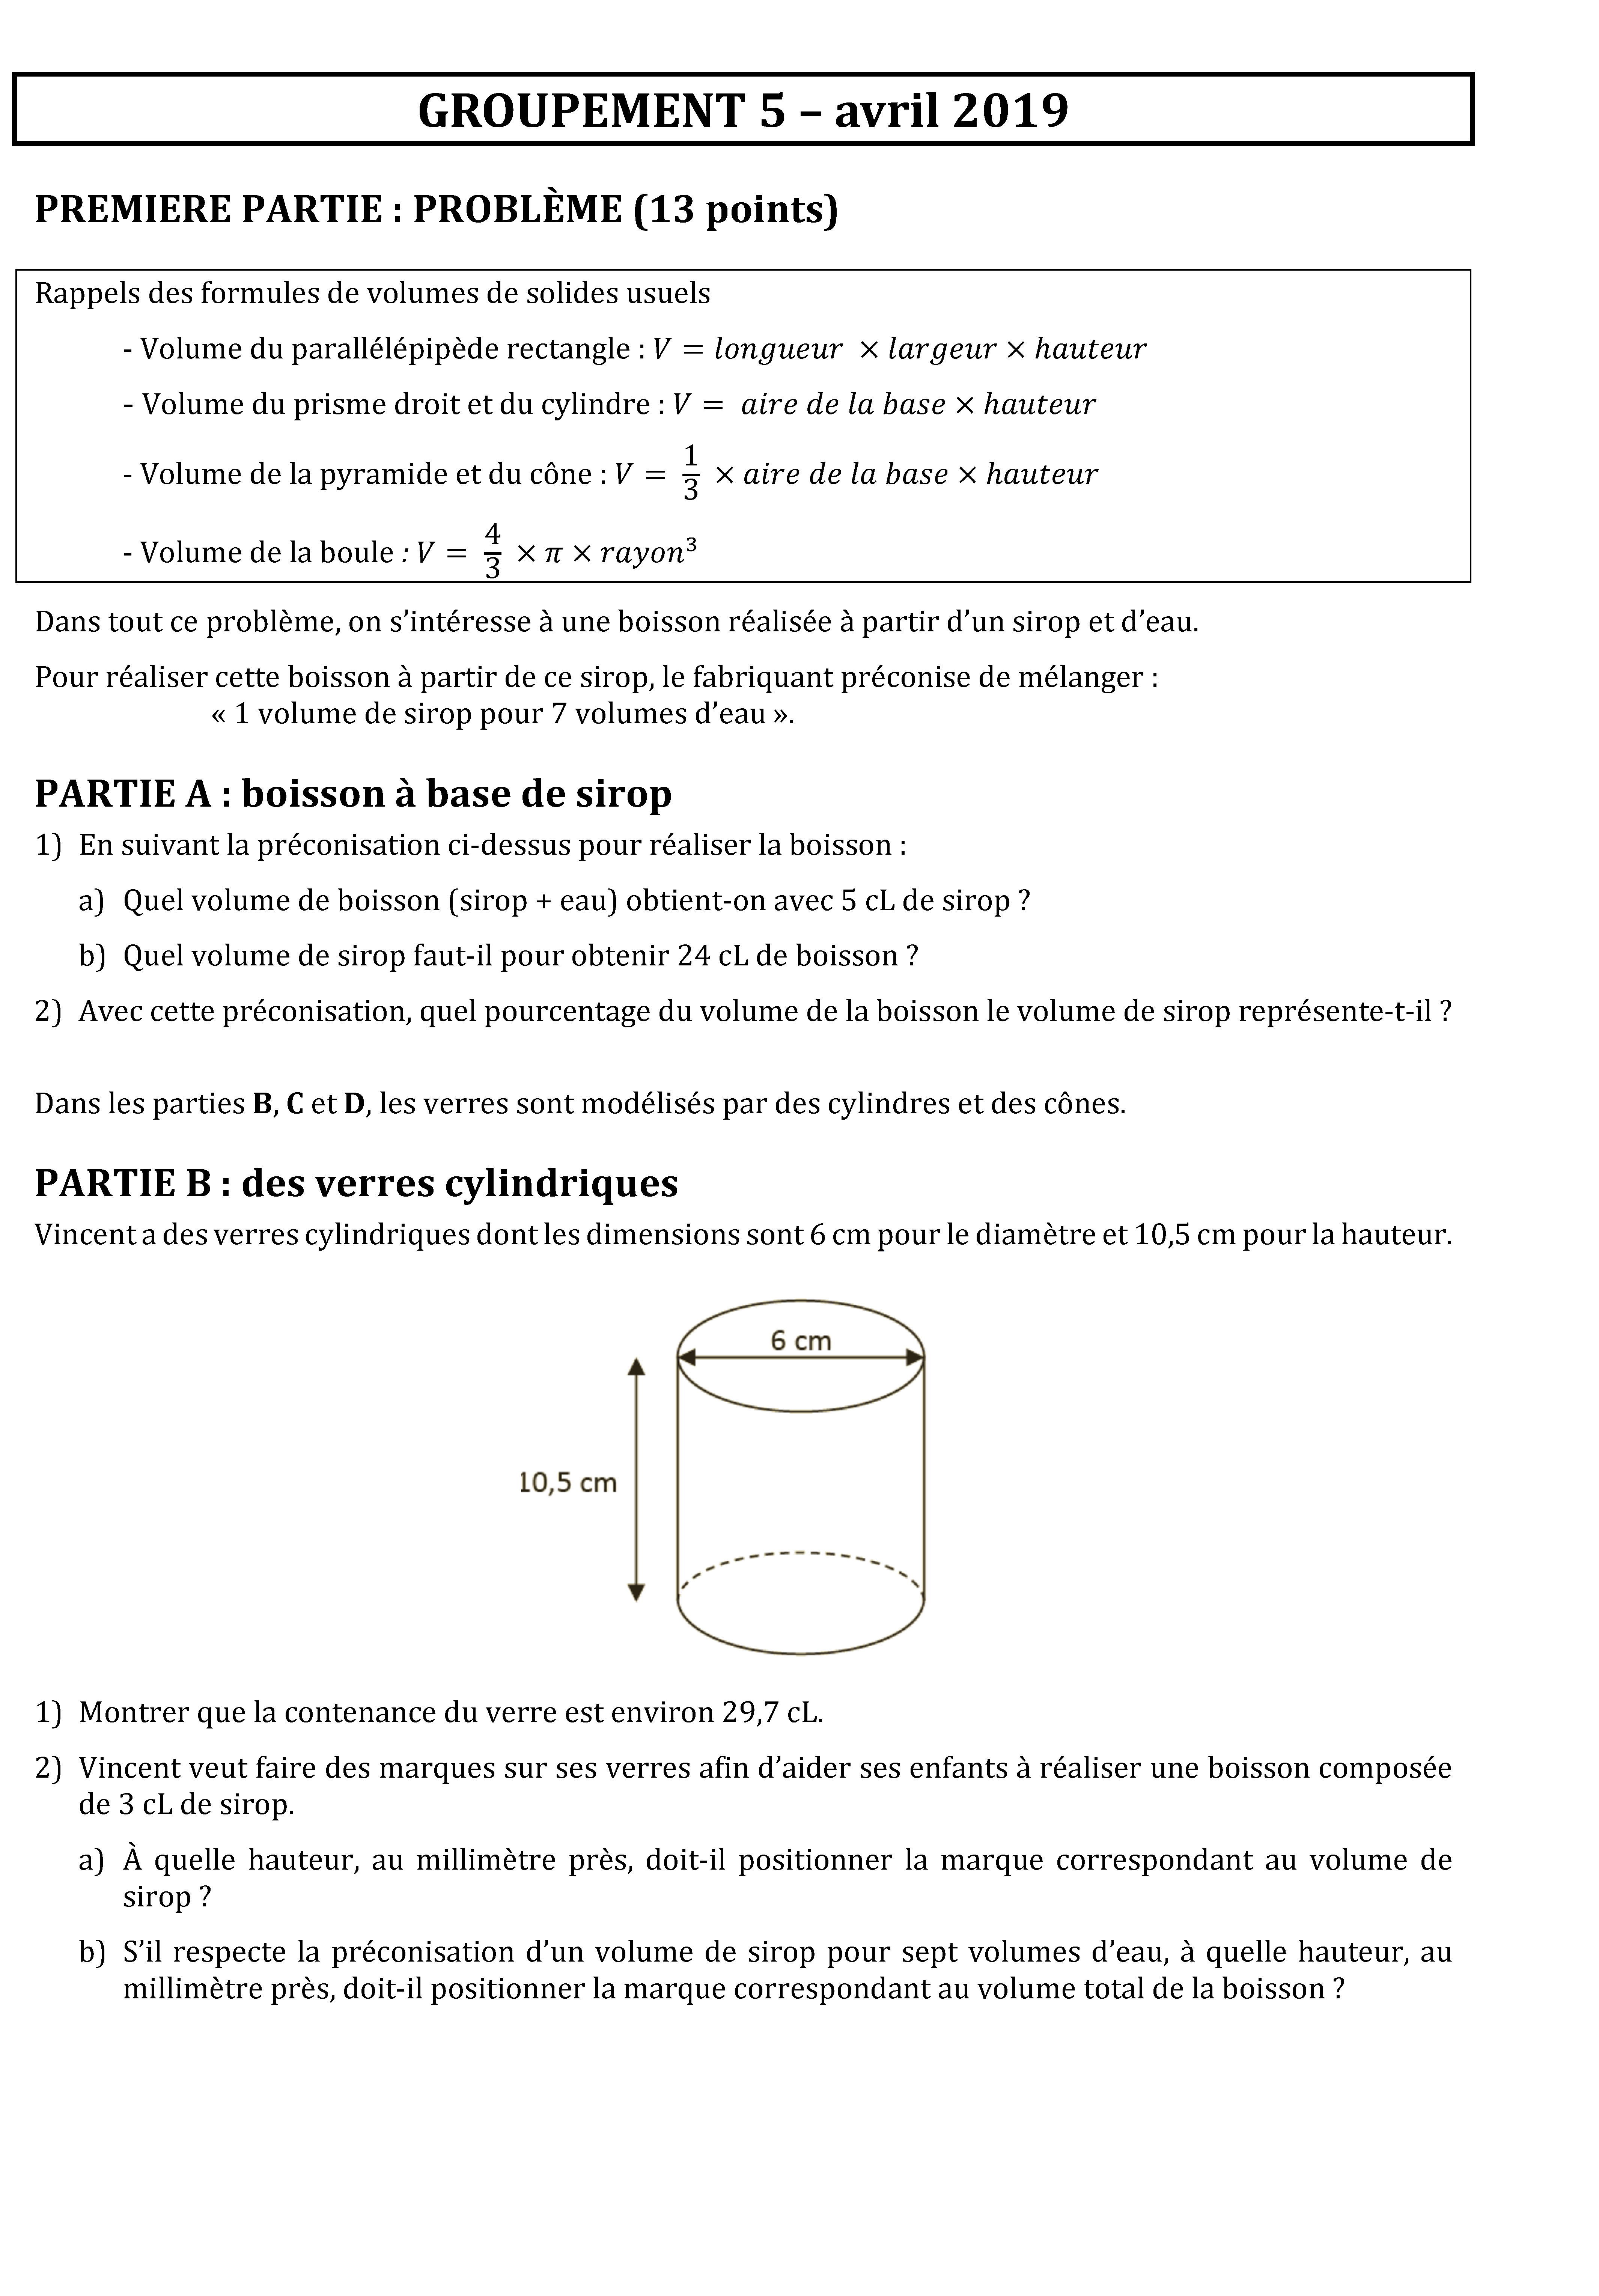 GROUPEMENT 5 – avril 2019
PREMIERE PARTIE : PROBLÈME (13 points)
Rappels des formules de volumes de solides usuels
- Volume du parallélépipède rectangle : V = longueur × largeur × hauteur
- Volume du prisme droit et du cylindre : V = aire de la base × hauteur
- Volume de la pyramide et du cône : V = 1/3 × aire de la base × hauteur
- Volume de la boule : V = 4/3 × π × rayon³
Dans tout ce problème, on s’intéresse à une boisson réalisée à partir d’un sirop et d’eau.
Pour réaliser cette boisson à partir de ce sirop, le fabriquant préconise de mélanger :
« 1 volume de sirop pour 7 volumes d’eau ».
PARTIE A : boisson à base de sirop
1) En suivant la préconisation ci-dessus pour réaliser la boisson :
a) Quel volume de boisson (sirop + eau) obtient-on avec 5 cL de sirop ?
b) Quel volume de sirop faut-il pour obtenir 24 cL de boisson ?
2) Avec cette préconisation, quel pourcentage du volume de la boisson le volume de sirop représente-t-il ?
Dans les parties B, C et D, les verres sont modélisés par des cylindres et des cônes.
PARTIE B : des verres cylindriques
Vincent a des verres cylindriques dont les dimensions sont 6 cm pour le diamètre et 10,5 cm pour la hauteur.
6 cm
10,5 cm
1) Montrer que la contenance du verre est environ 29,7 cL.
2) Vincent veut faire des marques sur ses verres afin d’aider ses enfants à réaliser une boisson composée
de 3 cL de sirop.
a) À quelle hauteur, au millimètre près, doit-il positionner la marque correspondant au volume de
sirop ?
b) S’il respecte la préconisation d’un volume de sirop pour sept volumes d’eau, à quelle hauteur, au
millimètre près, doit-il positionner la marque correspondant au volume total de la boisson ?